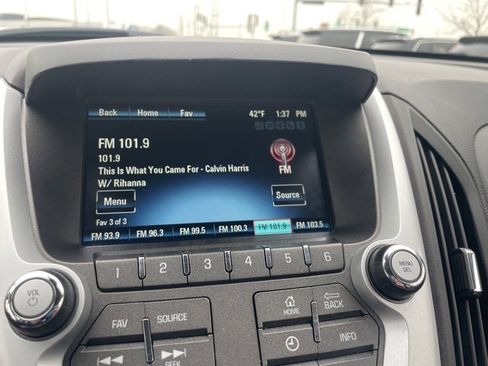 Back Home Fav 42°F 1:37 PM
FM 101.9
101.9
This Is What You Came For - Calvin Harris
W/ Rihanna
FM
Menu
Source
Fav 3 of 3
FM 93.9 FM 96.3 FM 99.5 FM 100.3 FM 101.9 FM 103.5
1 2 3 4 5 6
VOL
MENU
SEL
FAV SOURCE HOME BACK
INFO
SEEK